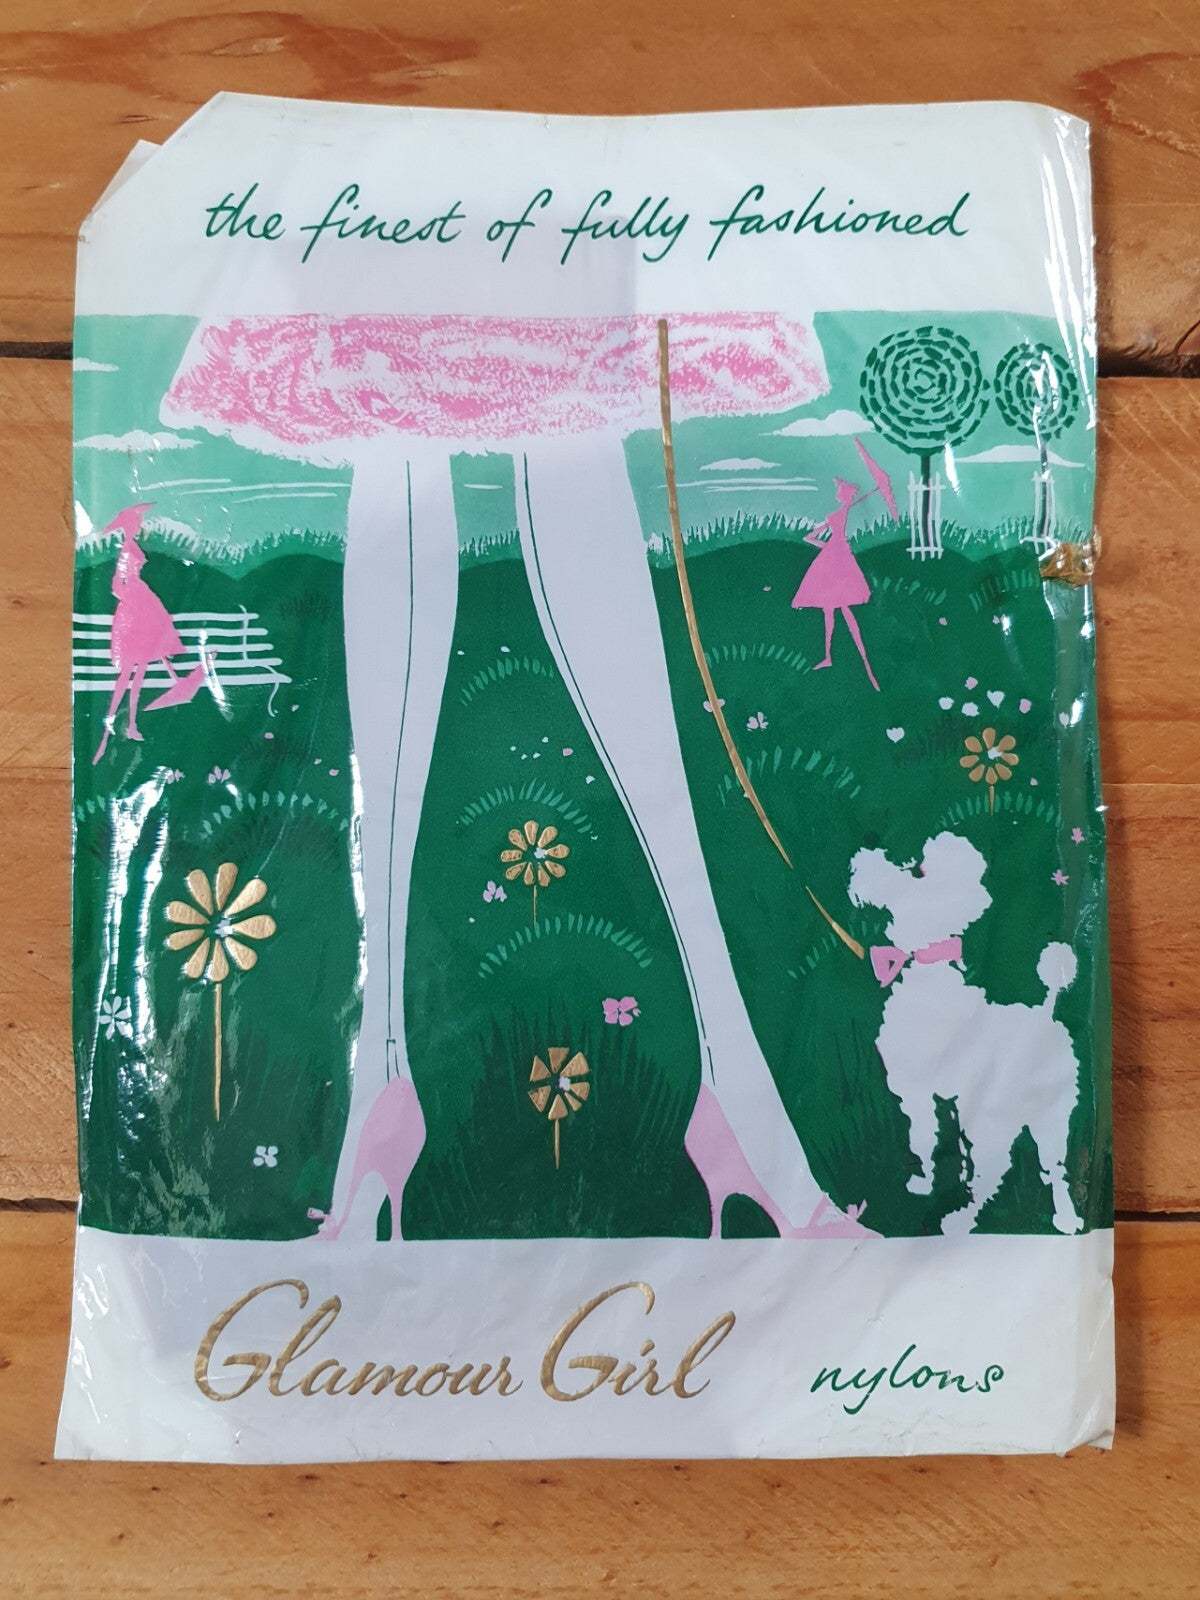 the finest of fully fashioned
Glamour Girl nylons